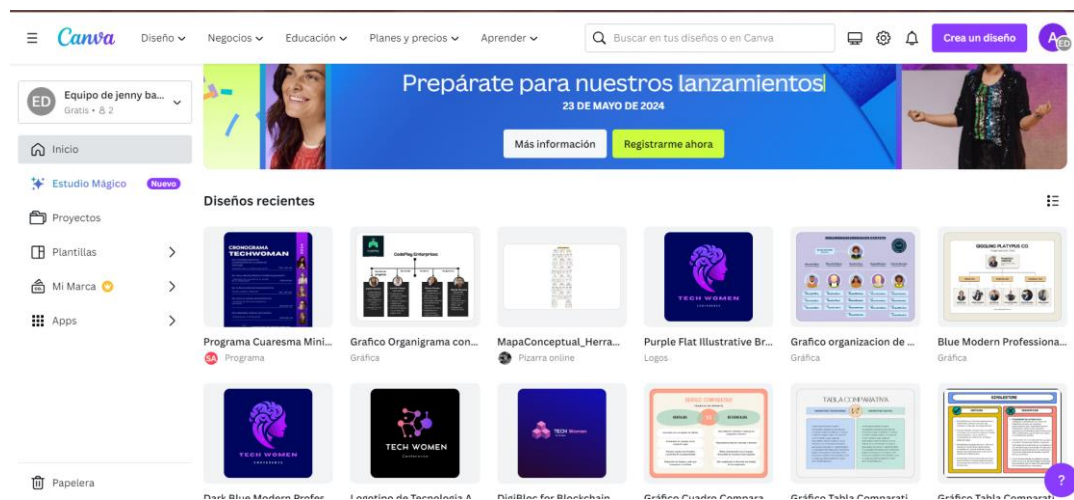 Canva
Diseño
Negocios
Educación
Planes y precios
Aprender
Buscar en tus diseños o en Canva
Crea un diseño
A
ED
ED
Equipo de jenny ba...
Gratis • 2
Inicio
Estudio Mágico
Nuevo
Proyectos
Plantillas
Mi Marca
Apps
Papelera
Prepárate para nuestros lanzamientos
23 DE MAYO DE 2024
Más información
Registrarme ahora
Diseños recientes
CRONOGRAMA
TECHWOMAN
CodePlay Enterprises
TECH WOMEN
GIGGLING PLATYPUS CO
Programa Cuaresma Mini...
SA Programa
Grafico Organigrama con...
Gráfica
MapaConceptual_Herra...
Pizarra online
Purple Flat Illustrative Br...
Logos
Grafico organizacion de ...
Gráfica
Blue Modern Professiona...
Gráfica
TECH WOMEN
CONFERENCE
TECH WOMEN
TECH Women
TABLA COMPARATIVA
Dark Blue Modern Profes...
Logotipo de Tecnología A...
DigiBloc for Blockchain
Gráfico Cuadro Compara...
Gráfico Tabla Comparati...
Gráfico Tabla Comparati...
?